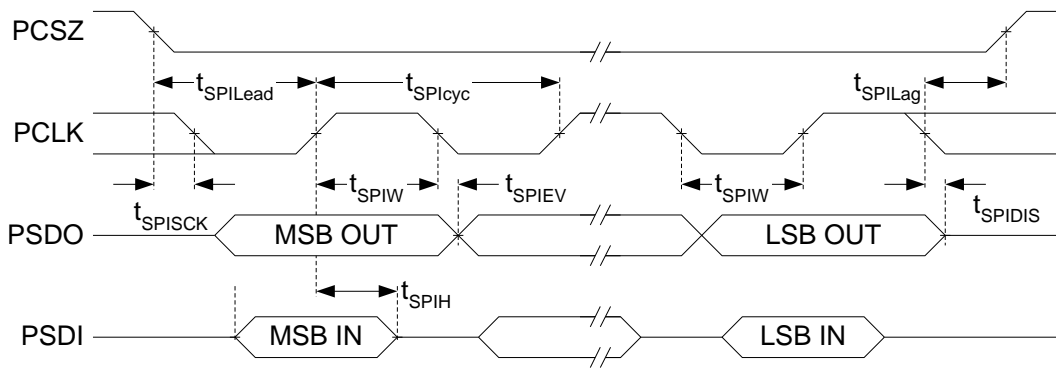 PCSZ
tSPILead
tSPIcyc
tSPILag
PCLK
tSPISCK
tSPIW
tSPIEV
tSPIW
tSPIDIS
PSDO
MSB OUT
LSB OUT
tSPIH
PSDI
MSB IN
LSB IN